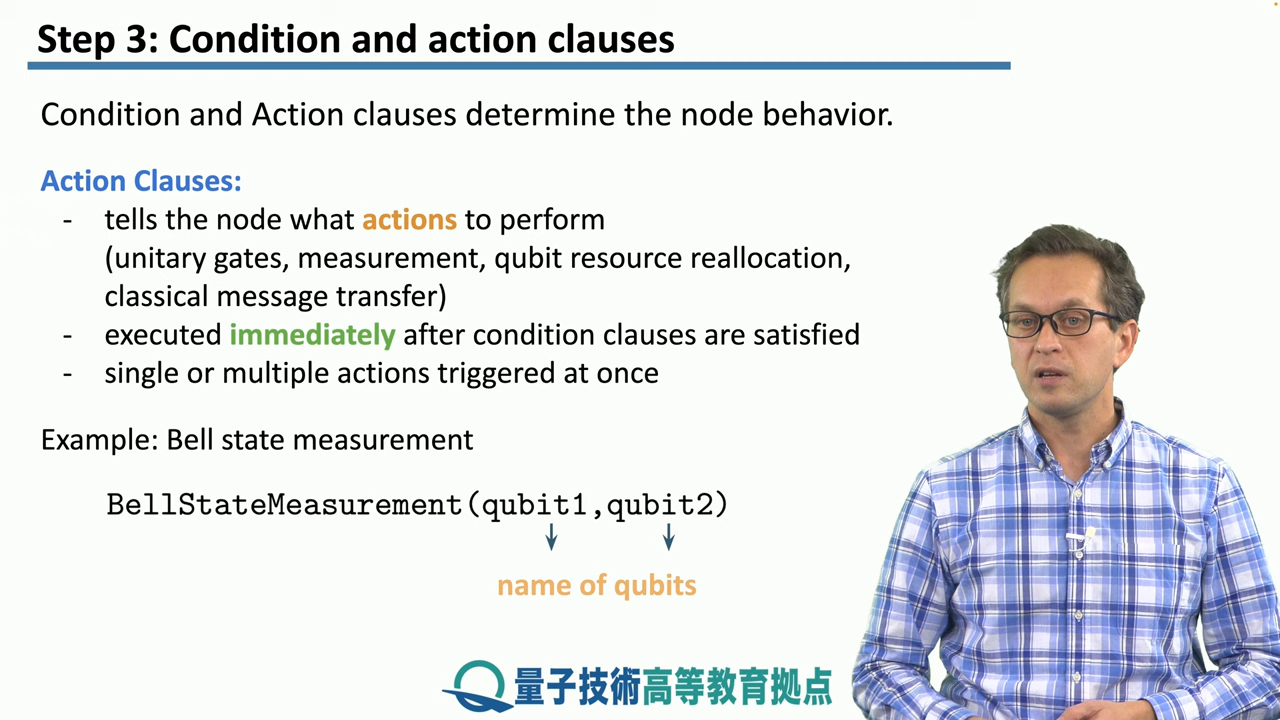 Step 3: Condition and action clauses
Condition and Action clauses determine the node behavior.
Action Clauses:
- tells the node what actions to perform
(unitary gates, measurement, qubit resource reallocation,
classical message transfer)
- executed immediately after condition clauses are satisfied
- single or multiple actions triggered at once
Example: Bell state measurement
BellStateMeasurement(qubit1,qubit2)
name of qubits
量子技術高等教育拠点